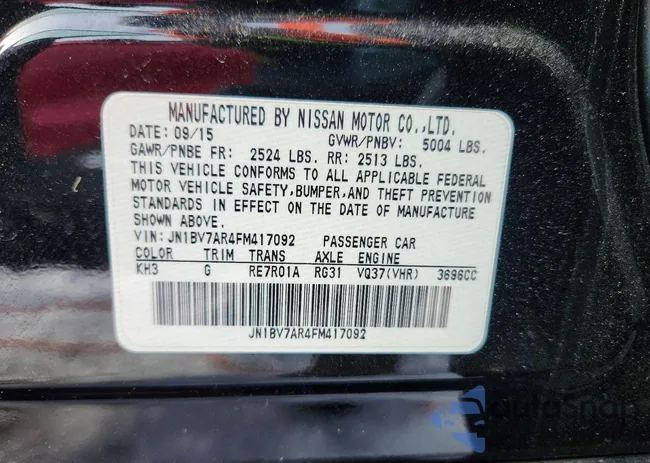 MANUFACTURED BY NISSAN MOTOR CO.,LTD.
DATE: 09/15 GVWR/PNBV: 5004 LBS.
GAWR/PNBE FR: 2524 LBS. RR: 2513 LBS.
THIS VEHICLE CONFORMS TO ALL APPLICABLE FEDERAL
MOTOR VEHICLE SAFETY,BUMPER,AND THEFT PREVENTION
STANDARDS IN EFFECT ON THE DATE OF MANUFACTURE
SHOWN ABOVE.
VIN: JN1BV7AR4FM417092 PASSENGER CAR
COLOR TRIM TRANS AXLE ENGINE
KH3 G RE7R01A RG31 VQ37(VHR) 3696CC
JN1BV7AR4FM417092
autoSnap